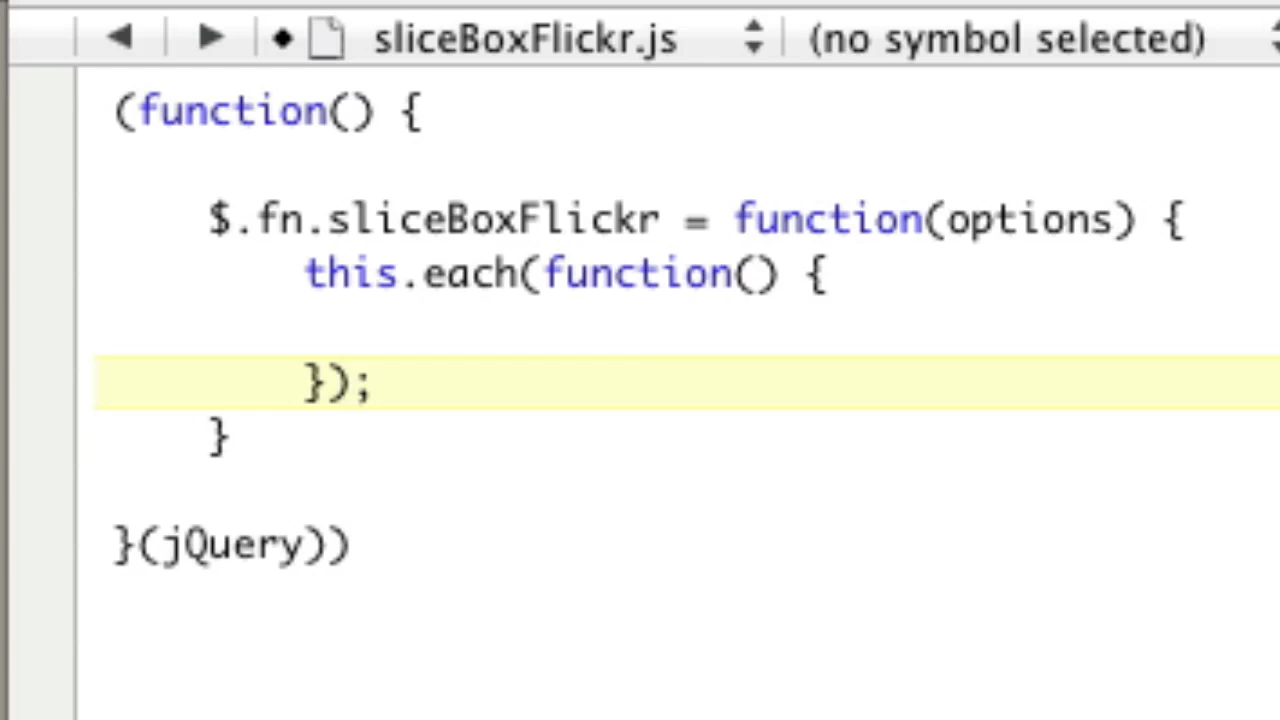 sliceBoxFlickr.js (no symbol selected)
(function() {
$.fn.sliceBoxFlickr = function(options) {
this.each(function() {
});
}
}(jQuery))